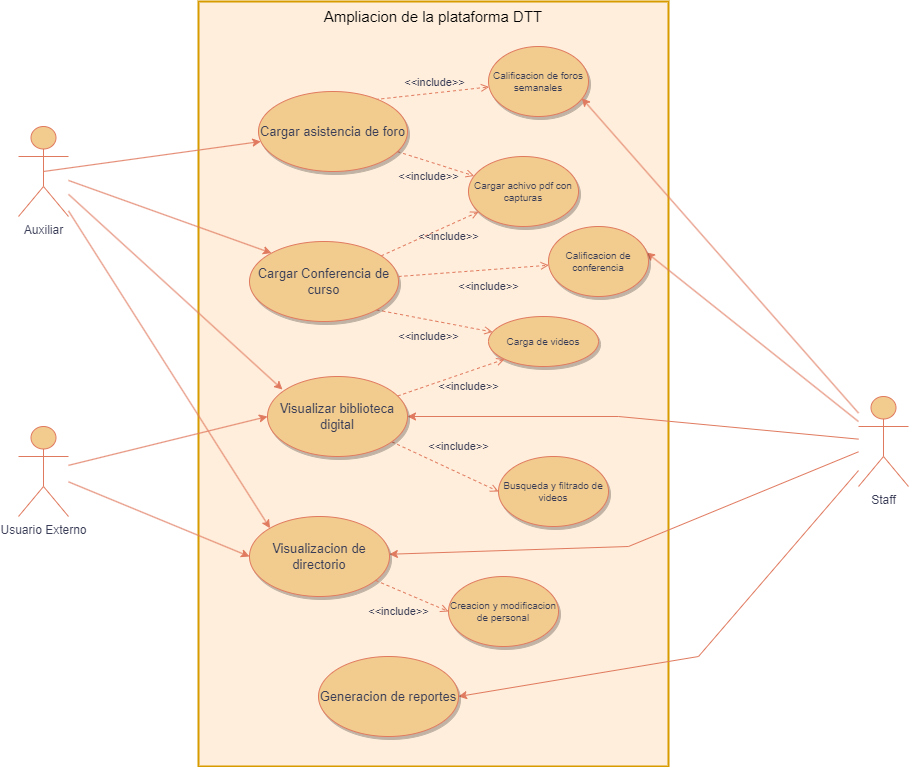 Ampliacion de la plataforma DTT
Calificacion de foros
semanales
<<include>>
Cargar asistencia de foro
<<include>>
Cargar achivo pdf con
capturas
Auxiliar
<<include>>
Calificacion de
conferencia
Cargar Conferencia de
curso
<<include>>
<<include>>
Carga de videos
<<include>>
Visualizar biblioteca
digital
<<include>>
Busqueda y filtrado de
videos
Staff
Usuario Externo
Visualizacion de
directorio
<<include>>
Creacion y modificacion
de personal
Generacion de reportes